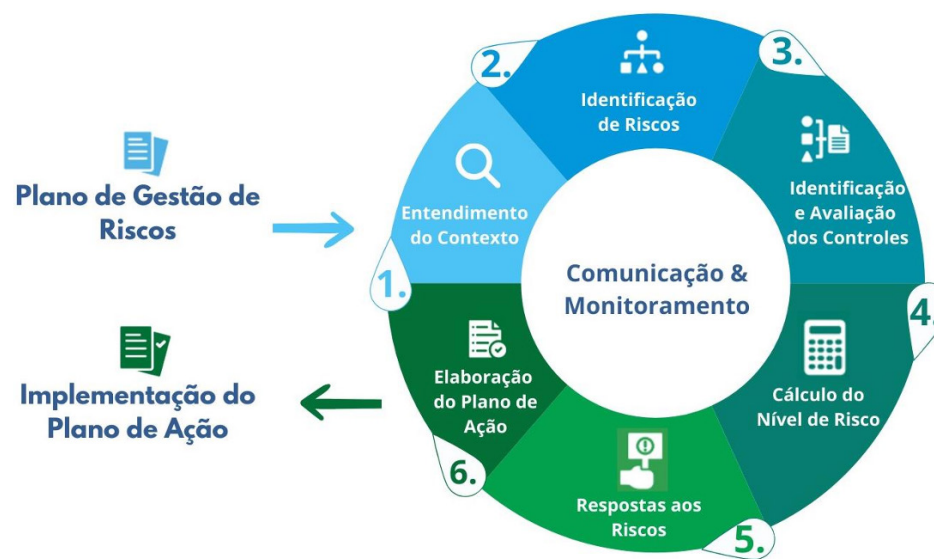 Plano de Gestão de
Riscos
1.
Entendimento
do Contexto
2.
Identificação
de Riscos
3.
Identificação
e Avaliação
dos Controles
4.
Cálculo do
Nível de Risco
5.
Respostas aos
Riscos
6.
Elaboração
do Plano de
Ação
Comunicação &
Monitoramento
Implementação do
Plano de Ação